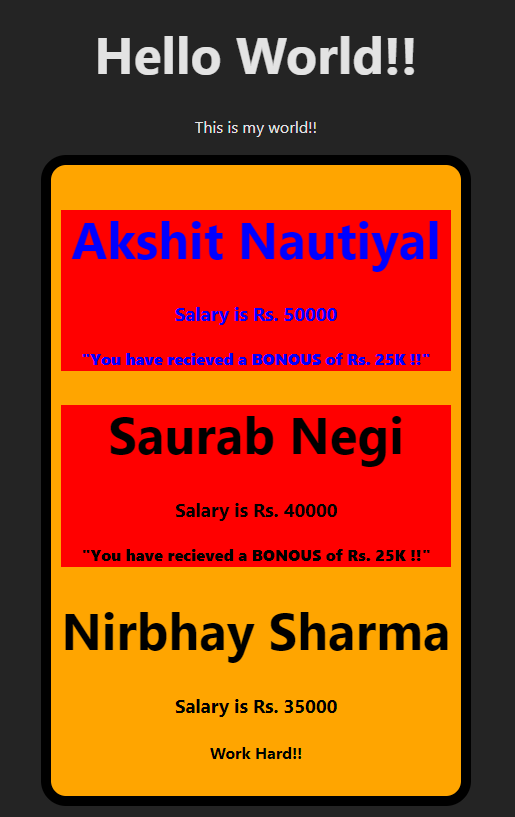 Hello World!!
This is my world!!
Akshit Nautiyal
Salary is Rs. 50000
"You have recieved a BONOUS of Rs. 25K !!"
Saurab Negi
Salary is Rs. 40000
"You have recieved a BONOUS of Rs. 25K !!"
Nirbhay Sharma
Salary is Rs. 35000
Work Hard!!